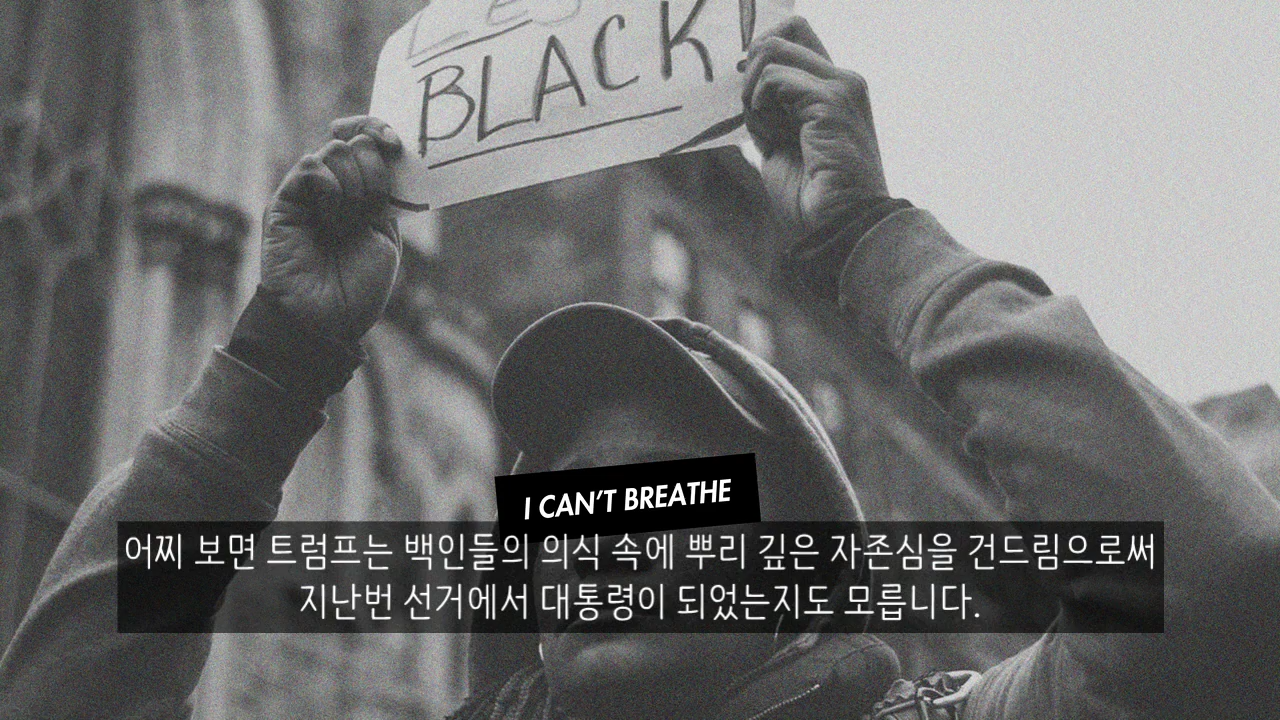 BLACK!
I CAN'T BREATHE
어찌 보면 트럼프는 백인들의 의식 속에 뿌리 깊은 자존심을 건드림으로써
지난번 선거에서 대통령이 되었는지도 모릅니다.